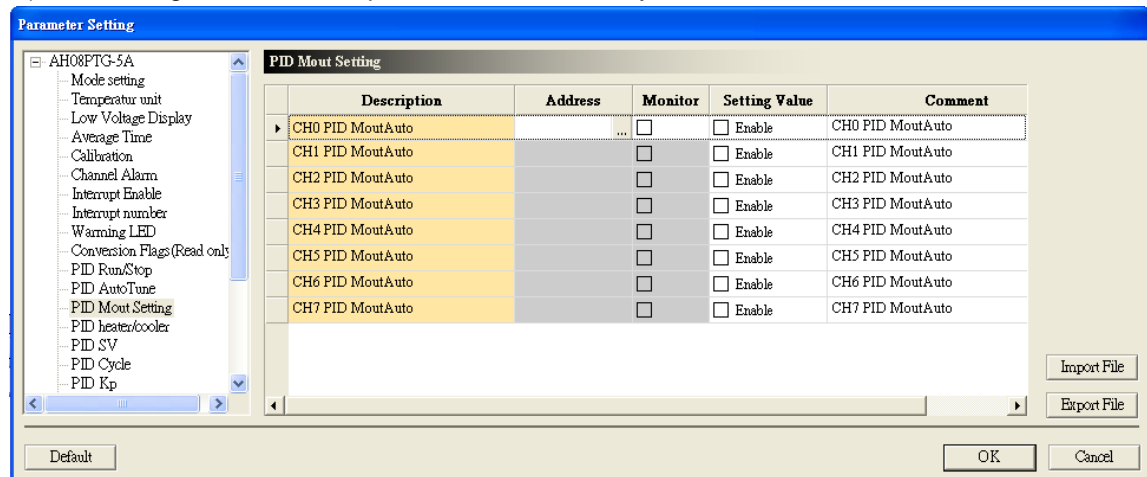 Parameter Setting
AH08PTG-5A
Mode setting
Temperatur unit
Low Voltage Display
Average Time
Calibration
Channel Alarm
Interrupt Enable
Interrupt number
Warning LED
Conversion Flags(Read only
PID Run/Stop
PID AutoTune
PID Mout Setting
PID heater/cooler
PID SV
PID Cycle
PID Kp
PID Mout Setting
Description Address Monitor Setting Value Comment
CH0 PID MoutAuto ... Enable CH0 PID MoutAuto
CH1 PID MoutAuto Enable CH1 PID MoutAuto
CH2 PID MoutAuto Enable CH2 PID MoutAuto
CH3 PID MoutAuto Enable CH3 PID MoutAuto
CH4 PID MoutAuto Enable CH4 PID MoutAuto
CH5 PID MoutAuto Enable CH5 PID MoutAuto
CH6 PID MoutAuto Enable CH6 PID MoutAuto
CH7 PID MoutAuto Enable CH7 PID MoutAuto
Import File
Export File
Default OK Cancel